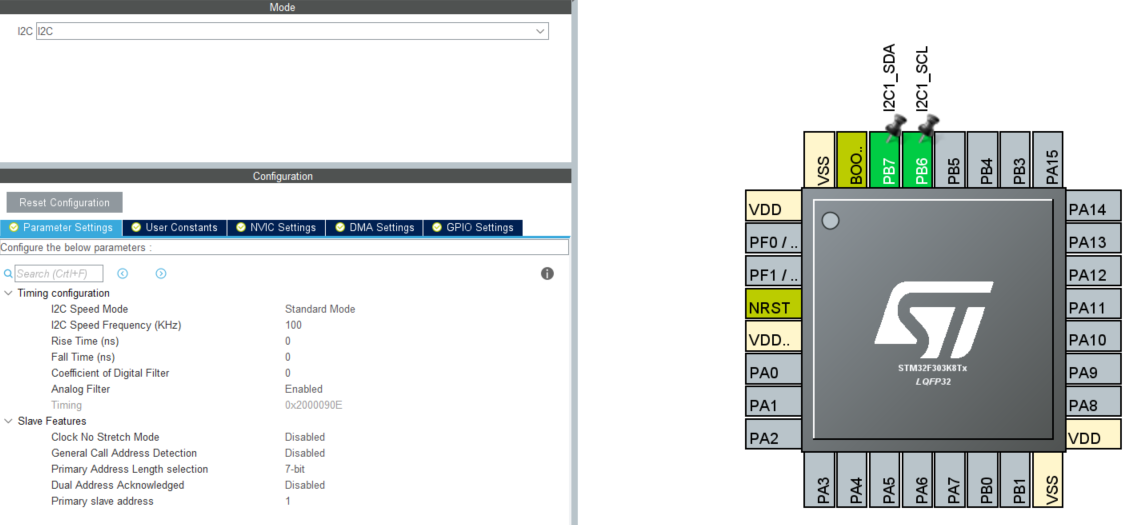 Mode
I2C I2C
Configuration
Reset Configuration
Parameter Settings User Constants NVIC Settings DMA Settings GPIO Settings
Configure the below parameters :
Search (Crtl+F)
Timing configuration
I2C Speed Mode Standard Mode
I2C Speed Frequency (KHz) 100
Rise Time (ns) 0
Fall Time (ns) 0
Coefficient of Digital Filter 0
Analog Filter Enabled
Timing 0x2000090E
Slave Features
Clock No Stretch Mode Disabled
General Call Address Detection Disabled
Primary Address Length selection 7-bit
Dual Address Acknowledged Disabled
Primary slave address 1
I2C1_SDA
I2C1_SCL
VSS
BOO..
PB7
PB6
PB5
PB4
PB3
PA15
VDD
PF0 / ..
PF1 / ..
NRST
VDD..
PA0
PA1
PA2
PA14
PA13
PA12
PA11
PA10
PA9
PA8
VDD
ST
STM32F303K8Tx
LQFP32
PA3
PA4
PA5
PA6
PA7
PB0
PB1
VSS